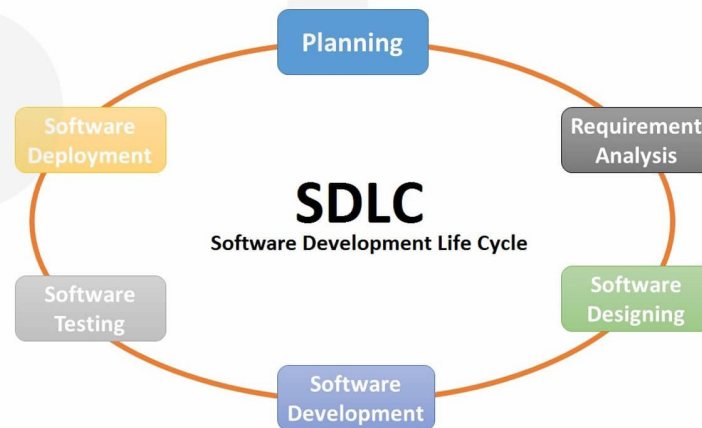 Planning
Requirement
Analysis
Software
Designing
Software
Development
Software
Testing
Software
Deployment
SDLC
Software Development Life Cycle